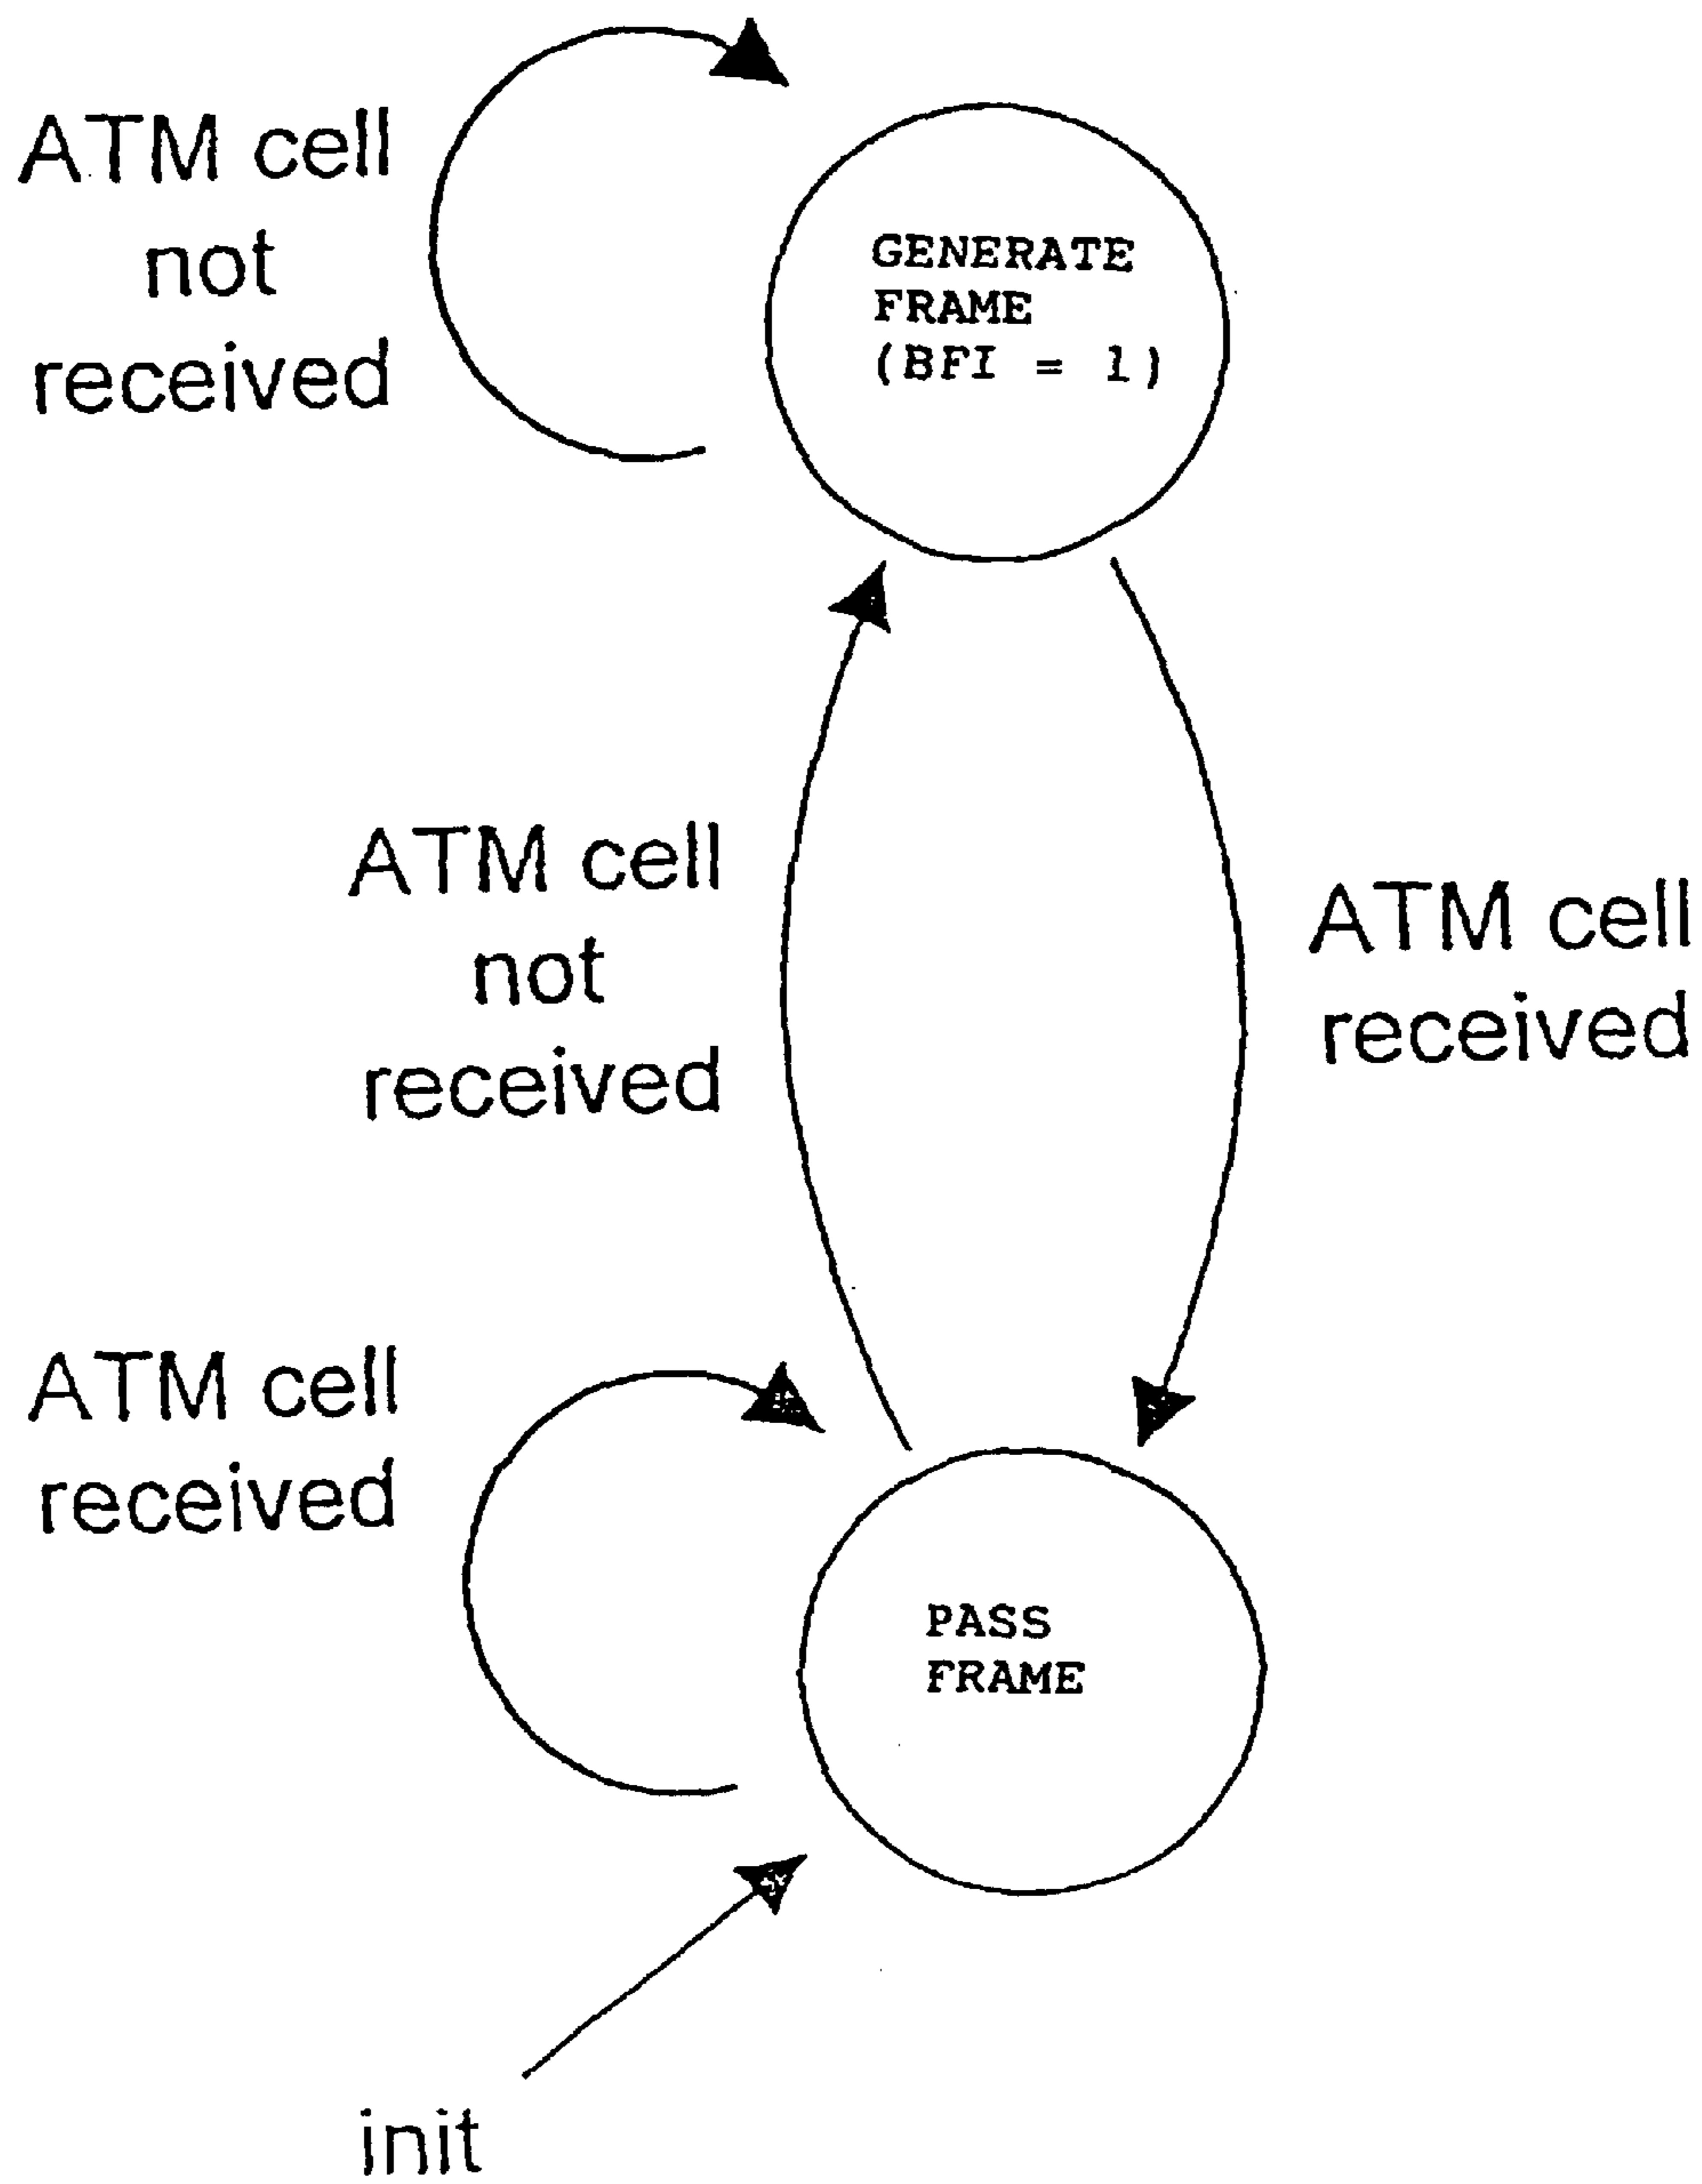 ATM cell
not
received
GENERATE
FRAME
(BFI = 1)
ATM cell
not
received
ATM cell
received
ATM cell
received
PASS
FRAME
init